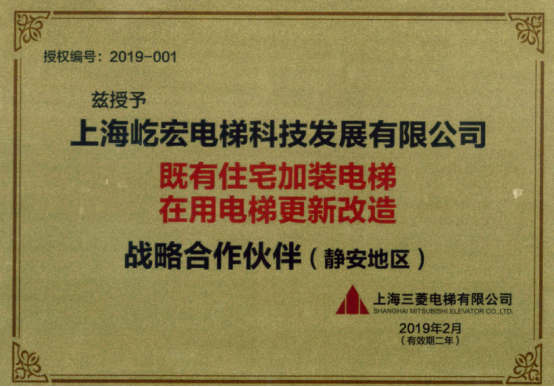 授权编号：2019-001
兹授予
上海屹宏电梯科技发展有限公司
既有住宅加装电梯
在用电梯更新改造
战略合作伙伴（静安地区）
上海三菱电梯有限公司
SHANGHAI MITSUBISHI ELEVATOR CO.,LTD.
2019年2月
（有效期二年）